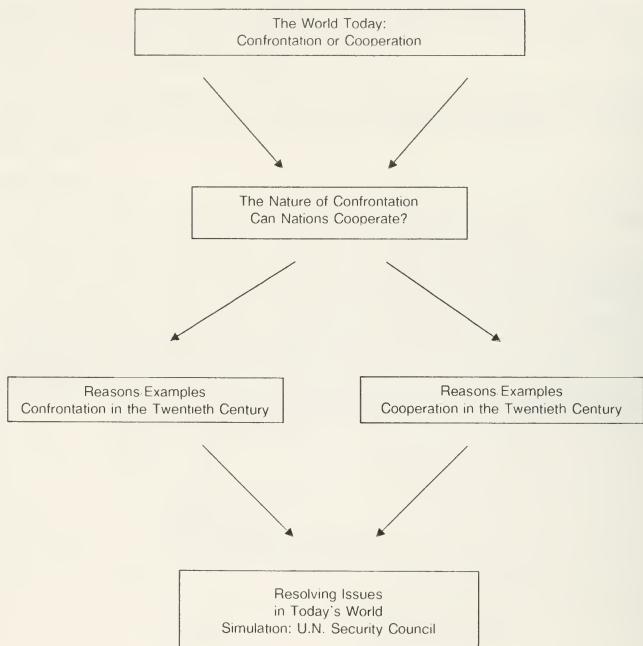 The World Today:
Confrontation or Cooperation
The Nature of Confrontation
Can Nations Cooperate?
Reasons Examples
Confrontation in the Twentieth Century
Reasons Examples
Cooperation in the Twentieth Century
Resolving Issues
in Today's World
Simulation: U.N. Security Council